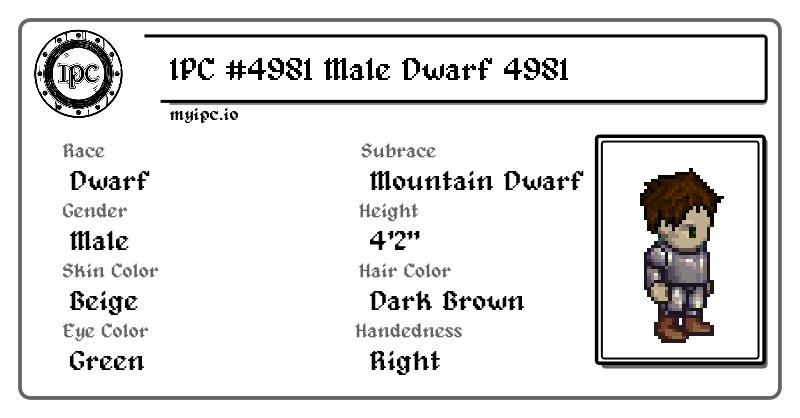 IPC
IPC #4981 Male Dwarf 4981
myipc.io
Race
Dwarf
Subrace
Mountain Dwarf
Gender
Male
Height
4'2"
Skin Color
Beige
Hair Color
Dark Brown
Eye Color
Green
Handedness
Right